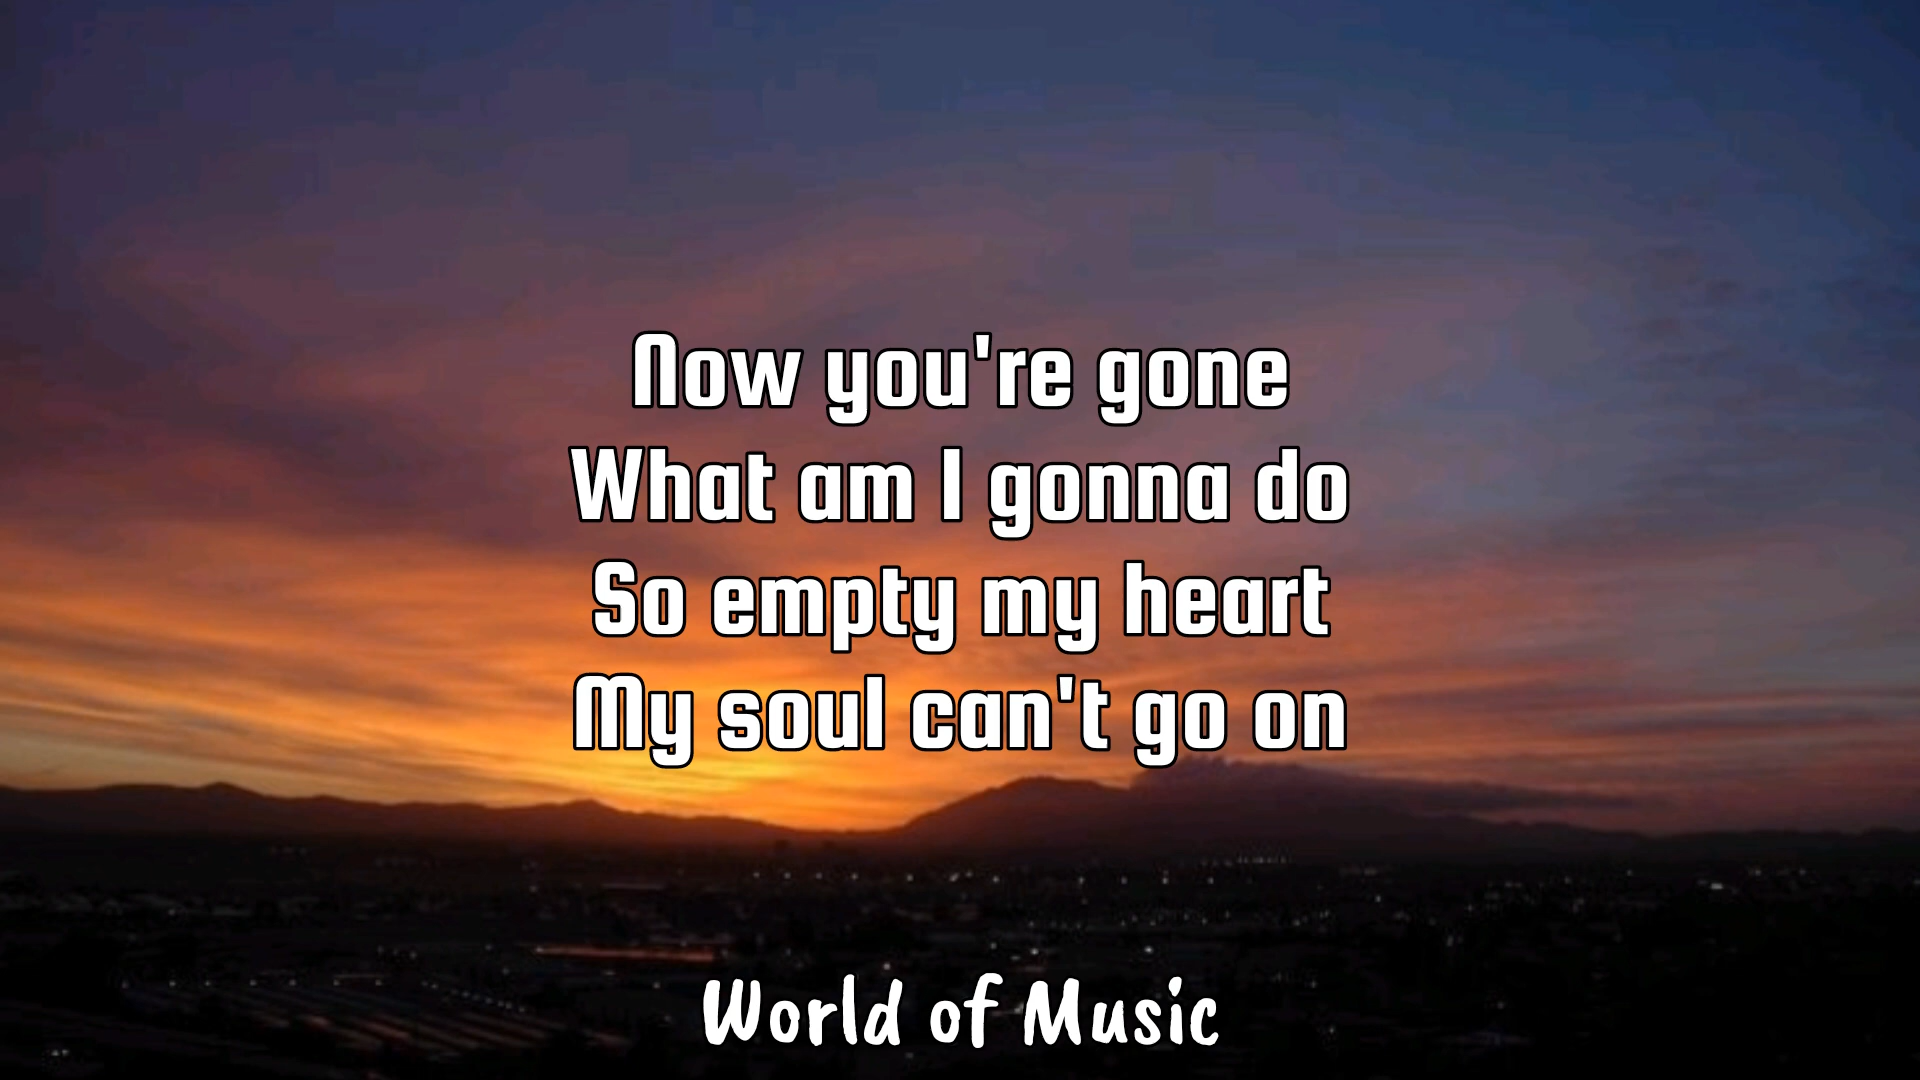 Now you're gone
What am I gonna do
So empty my heart
My soul can't go on
World of Music